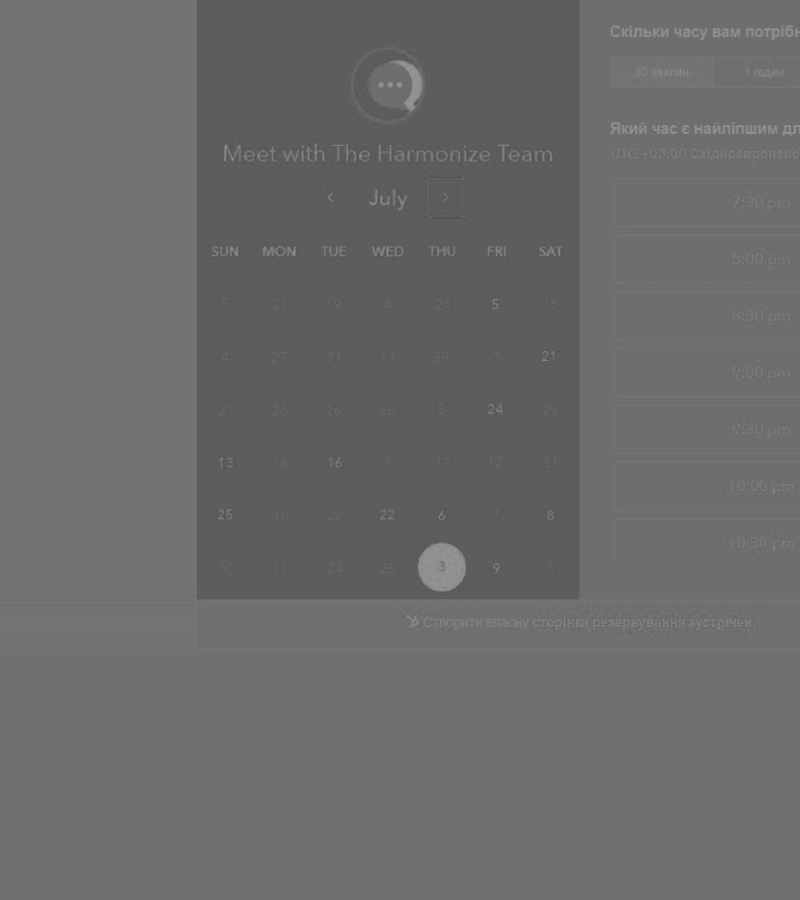 Meet with The Harmonize Team
July
SUN MON TUE WED THU FRI SAT
5 21 19 4 24 5 16
4 27 31 13 28 3 21
21 26 26 28 5 24 29
13 16 16 1 17 12 31
25 10 22 22 6 7 8
30 11 24 25 3 9 3
Скільки часу вам
30 хвилин 1 годин
Який час є найліпшим
UTC +03:00
7:30 pm
8:00 pm
8:30 pm
9:00 pm
9:30 pm
10:00 pm
10:30 pm
Створити власну сторінка резервування зустрічей